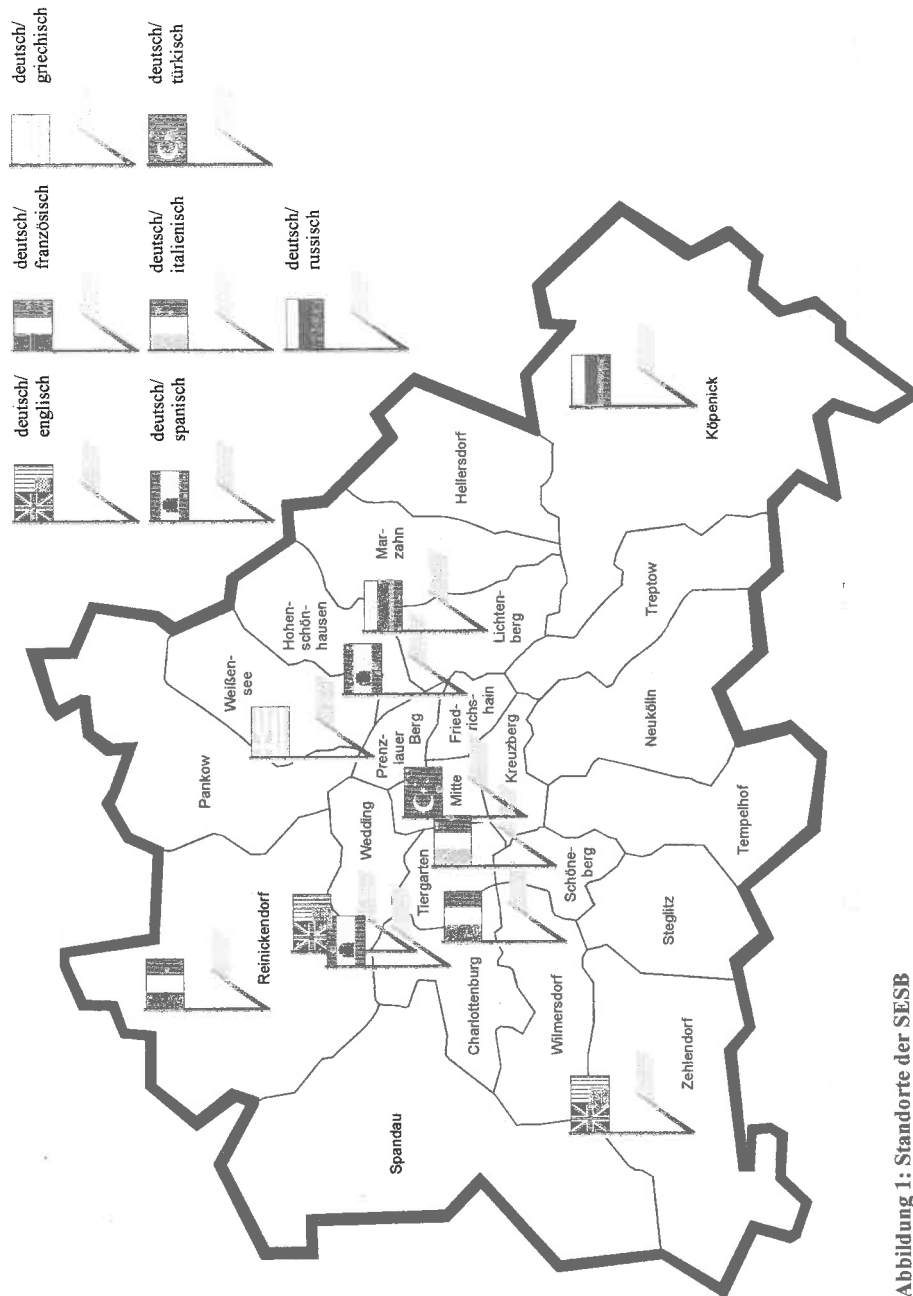 deutsch/
englisch
deutsch/
französisch
deutsch/
griechisch
deutsch/
spanisch
deutsch/
italienisch
deutsch/
türkisch
deutsch/
russisch
Pankow
Weißen-
see
Reinickendorf
Hohen-
schön-
hausen
Mar-
zahn
Hellersdorf
Wedding
Prenz-
lauer
Berg
Lichten-
berg
Spandau
Charlottenburg
Tiergarten
Mitte
Fried-
richs-
hain
Kreuzberg
Wilmersdorf
Schöne-
berg
Köpenick
Treptow
Neukölln
Zehlendorf
Steglitz
Tempelhof
Abbildung 1: Standorte der SESB